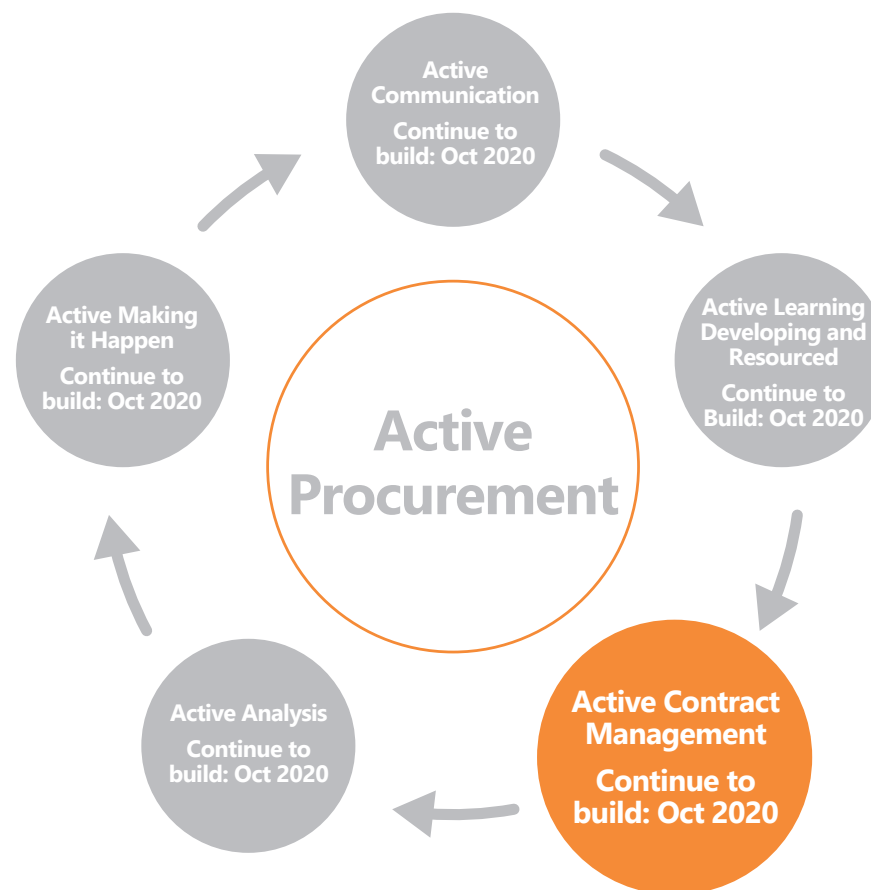 Active
Communication
Continue to
build: Oct 2020
Active Learning
Developing and
Resourced
Continue to
Build: Oct 2020
Active Contract
Management
Continue to
build: Oct 2020
Active Analysis
Continue to
build: Oct 2020
Active Making
it Happen
Continue to
build: Oct 2020
Active
Procurement